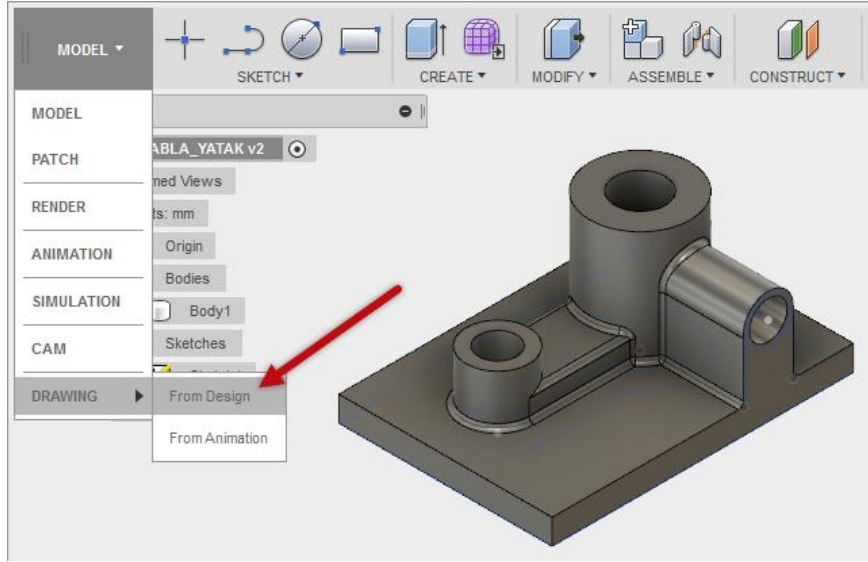 MODEL ▾
SKETCH ▾
CREATE ▾
MODIFY ▾
ASSEMBLE ▾
CONSTRUCT ▾
MODEL
PATCH
RENDER
ANIMATION
SIMULATION
CAM
DRAWING
ABLA_YATAK v2
med Views
ts: mm
Origin
Bodies
Body1
Sketches
From Design
From Animation